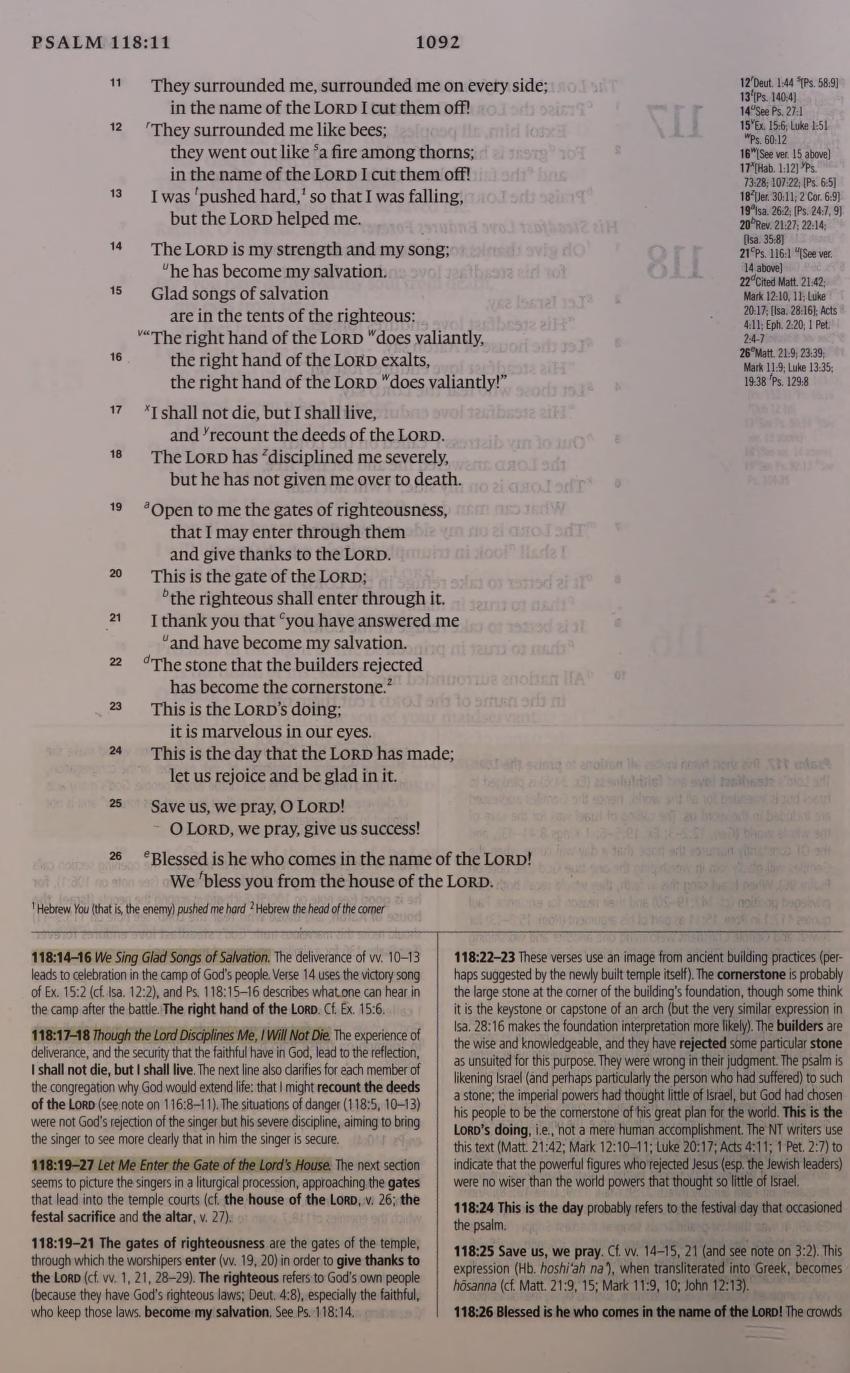 PSALM 118:11
1092
11 They surrounded me, surrounded me on every side;
in the name of the LORD I cut them off!
12 rThey surrounded me like bees;
they went out like sa fire among thorns;
in the name of the LORD I cut them off!
13 I was tpushed hard,1 so that I was falling,
but the LORD helped me.
14 The LORD is my strength and my song;
uhe has become my salvation.
15 Glad songs of salvation
are in the tents of the righteous:
v“The right hand of the LORD wdoes valiantly,
16 the right hand of the LORD exalts,
the right hand of the LORD wdoes valiantly!”
17 xI shall not die, but I shall live,
and yrecount the deeds of the LORD.
18 The LORD has zdisciplined me severely,
but he has not given me over to death.
19 aOpen to me the gates of righteousness,
that I may enter through them
and give thanks to the LORD.
20 This is the gate of the LORD;
bthe righteous shall enter through it.
21 I thank you that cyou have answered me
uand have become my salvation.
22 dThe stone that the builders rejected
has become the cornerstone.2
23 This is the LORD’s doing;
it is marvelous in our eyes.
24 This is the day that the LORD has made;
let us rejoice and be glad in it.
25 Save us, we pray, O LORD!
O LORD, we pray, give us success!
26 eBlessed is he who comes in the name of the LORD!
We fbless you from the house of the LORD.
12rDeut. 1:44 s[Ps. 58:9]
13t[Ps. 140:4]
14uSee Ps. 27:1
15vEx. 15:6; Luke 1:51
wPs. 60:12
16w[See ver. 15 above]
17x[Hab. 1:12] yPs.
73:28; 107:22; [Ps. 6:5]
18z[Jer. 30:11; 2 Cor. 6:9]
19aIsa. 26:2; [Ps. 24:7, 9]
20bRev. 21:27; 22:14;
[Isa. 35:8]
21cPs. 116:1 u[See ver.
14 above]
22dCited Matt. 21:42;
Mark 12:10, 11; Luke
20:17; [Isa. 28:16]; Acts
4:11; Eph. 2:20; 1 Pet.
2:4-7
26eMatt. 21:9; 23:39;
Mark 11:9; Luke 13:35;
19:38 fPs. 129:8
1 Hebrew You (that is, the enemy) pushed me hard 2 Hebrew the head of the corner
118:14–16 We Sing Glad Songs of Salvation. The deliverance of vv. 10–13
leads to celebration in the camp of God’s people. Verse 14 uses the victory song
of Ex. 15:2 (cf. Isa. 12:2), and Ps. 118:15–16 describes what one can hear in
the camp after the battle. The right hand of the LORD. Cf. Ex. 15:6.
118:17–18 Though the Lord Disciplines Me, I Will Not Die. The experience of
deliverance, and the security that the faithful have in God, lead to the reflection,
I shall not die, but I shall live. The next line also clarifies for each member of
the congregation why God would extend life: that I might recount the deeds
of the LORD (see note on 116:8–11). The situations of danger (118:5, 10–13)
were not God’s rejection of the singer but his severe discipline, aiming to bring
the singer to see more clearly that in him the singer is secure.
118:19–27 Let Me Enter the Gate of the Lord’s House. The next section
seems to picture the singers in a liturgical procession, approaching the gates
that lead into the temple courts (cf. the house of the LORD, v. 26; the
festal sacrifice and the altar, v. 27).
118:19–21 The gates of righteousness are the gates of the temple,
through which the worshipers enter (vv. 19, 20) in order to give thanks to
the LORD (cf. vv. 1, 21, 28–29). The righteous refers to God’s own people
(because they have God’s righteous laws; Deut. 4:8), especially the faithful,
who keep those laws. become my salvation. See Ps. 118:14.
118:22–23 These verses use an image from ancient building practices (per-
haps suggested by the newly built temple itself). The cornerstone is probably
the large stone at the corner of the building’s foundation, though some think
it is the keystone or capstone of an arch (but the very similar expression in
Isa. 28:16 makes the foundation interpretation more likely). The builders are
the wise and knowledgeable, and they have rejected some particular stone
as unsuited for this purpose. They were wrong in their judgment. The psalm is
likening Israel (and perhaps particularly the person who had suffered) to such
a stone; the imperial powers had thought little of Israel, but God had chosen
his people to be the cornerstone of his great plan for the world. This is the
LORD’s doing, i.e., not a mere human accomplishment. The NT writers use
this text (Matt. 21:42; Mark 12:10–11; Luke 20:17; Acts 4:11; 1 Pet. 2:7) to
indicate that the powerful figures who rejected Jesus (esp. the Jewish leaders)
were no wiser than the world powers that thought so little of Israel.
118:24 This is the day probably refers to the festival day that occasioned
the psalm.
118:25 Save us, we pray. Cf. vv. 14–15, 21 (and see note on 3:2). This
expression (Hb. hoshi‘ah na’), when transliterated into Greek, becomes
hōsanna (cf. Matt. 21:9, 15; Mark 11:9, 10; John 12:13).
118:26 Blessed is he who comes in the name of the LORD! The crowds